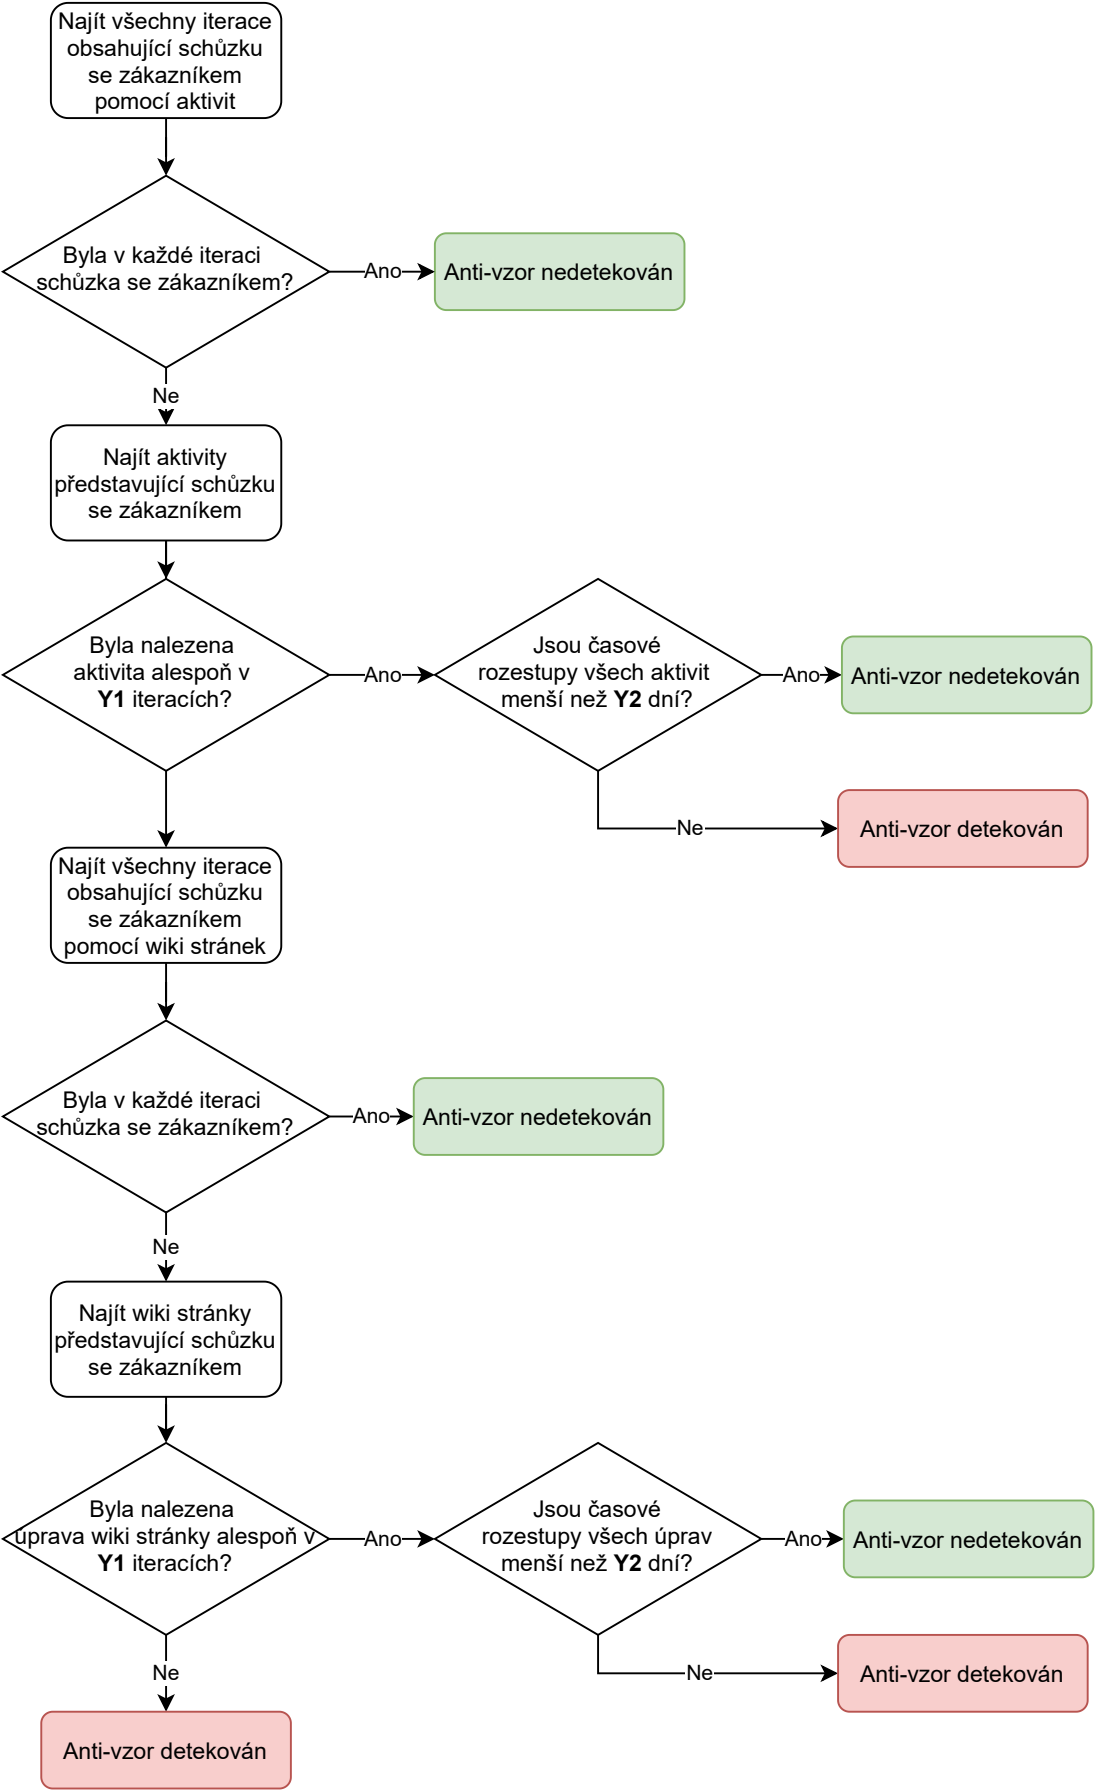 Najít všechny iterace
obsahující schůzku
se zákazníkem
pomocí aktivit
Byla v každé iteraci
schůzka se zákazníkem?
Ano
Anti-vzor nedetekován
Ne
Najít aktivity
představující schůzku
se zákazníkem
Byla nalezena
aktivita alespoň v
Y1 iteracích?
Ano
Jsou časové
rozestupy všech aktivit
menší než Y2 dní?
Ano
Anti-vzor nedetekován
Ne
Anti-vzor detekován
Najít všechny iterace
obsahující schůzku
se zákazníkem
pomocí wiki stránek
Byla v každé iteraci
schůzka se zákazníkem?
Ano
Anti-vzor nedetekován
Ne
Najít wiki stránky
představující schůzku
se zákazníkem
Byla nalezena
úprava wiki stránky alespoň v
Y1 iteracích?
Ano
Jsou časové
rozestupy všech úprav
menší než Y2 dní?
Ano
Anti-vzor nedetekován
Ne
Anti-vzor detekován
Ne
Anti-vzor detekován